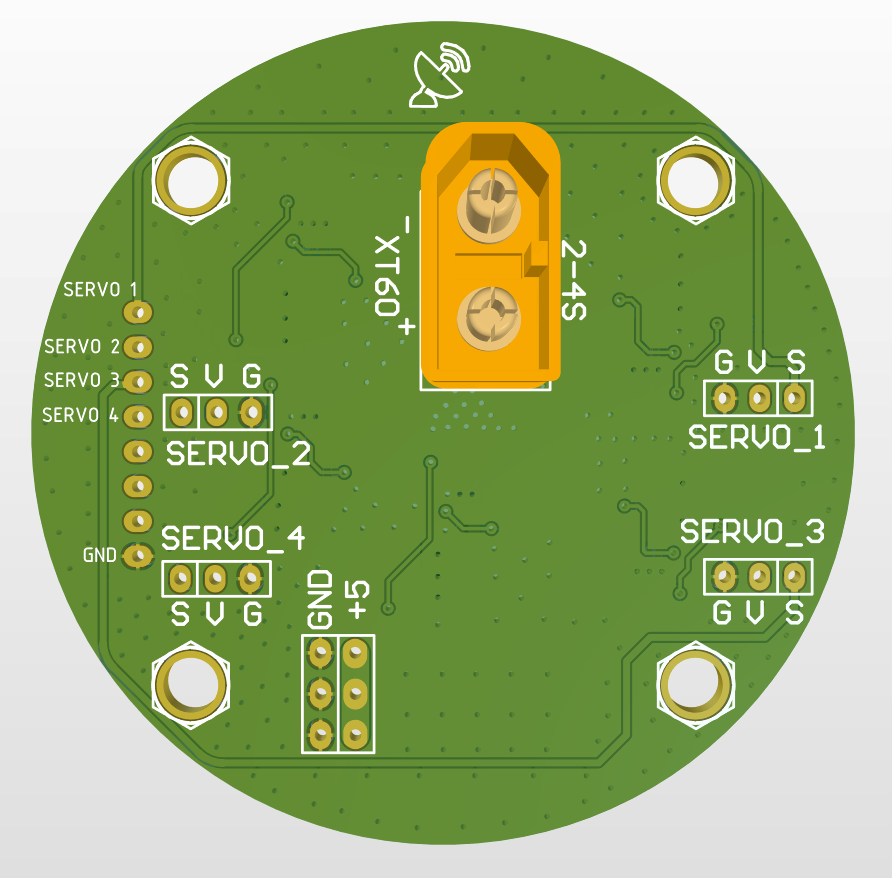 - XT60 +
2-4S
SERVO 1
SERVO 2
SERVO 3
SERVO 4
GND
S V G
SERVO_2
G V S
SERVO_1
SERVO_4
S V G
SERVO_3
G V S
GND
+5